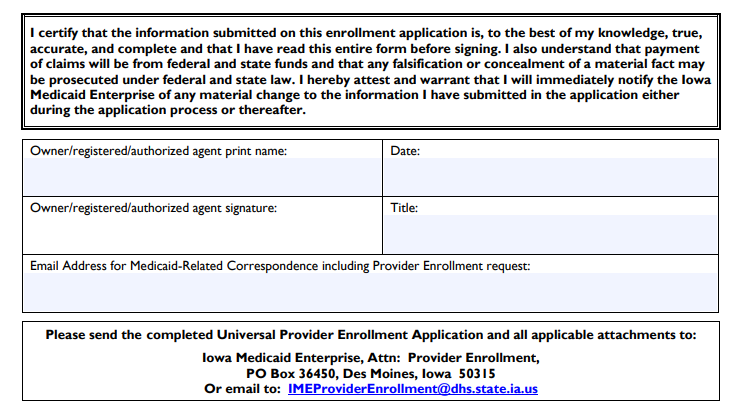 I certify that the information submitted on this enrollment application is, to the best of my knowledge, true,
accurate, and complete and that I have read this entire form before signing. I also understand that payment
of claims will be from federal and state funds and that any falsification or concealment of a material fact may
be prosecuted under federal and state law. I hereby attest and warrant that I will immediately notify the Iowa
Medicaid Enterprise of any material change to the information I have submitted in the application either
during the application process or thereafter.
Owner/registered/authorized agent print name:
Date:
Owner/registered/authorized agent signature:
Title:
Email Address for Medicaid-Related Correspondence including Provider Enrollment request:
Please send the completed Universal Provider Enrollment Application and all applicable attachments to:
Iowa Medicaid Enterprise, Attn: Provider Enrollment,
PO Box 36450, Des Moines, Iowa 50315
Or email to: IMEProviderEnrollment@dhs.state.ia.us